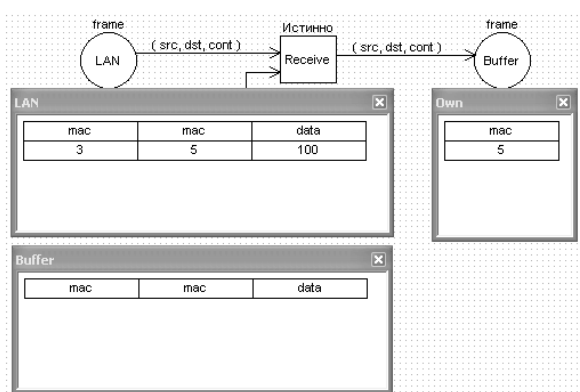 frame
Истинно
frame
( src, dst, cont )
( src, dst, cont )
LAN
Receive
Buffer
LAN
Own
mac mac data
mac
3 5 100
5
Buffer
mac mac data